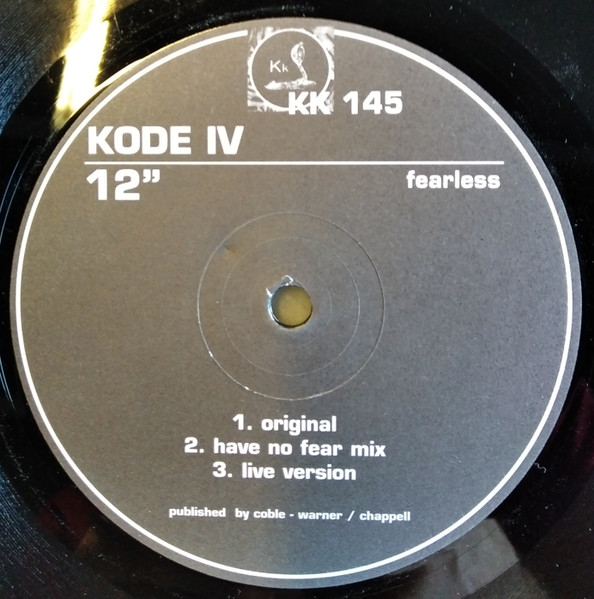 Kk
KK 145
KODE IV
12”
fearless
1. original
2. have no fear mix
3. live version
published by coble - warner / chappell